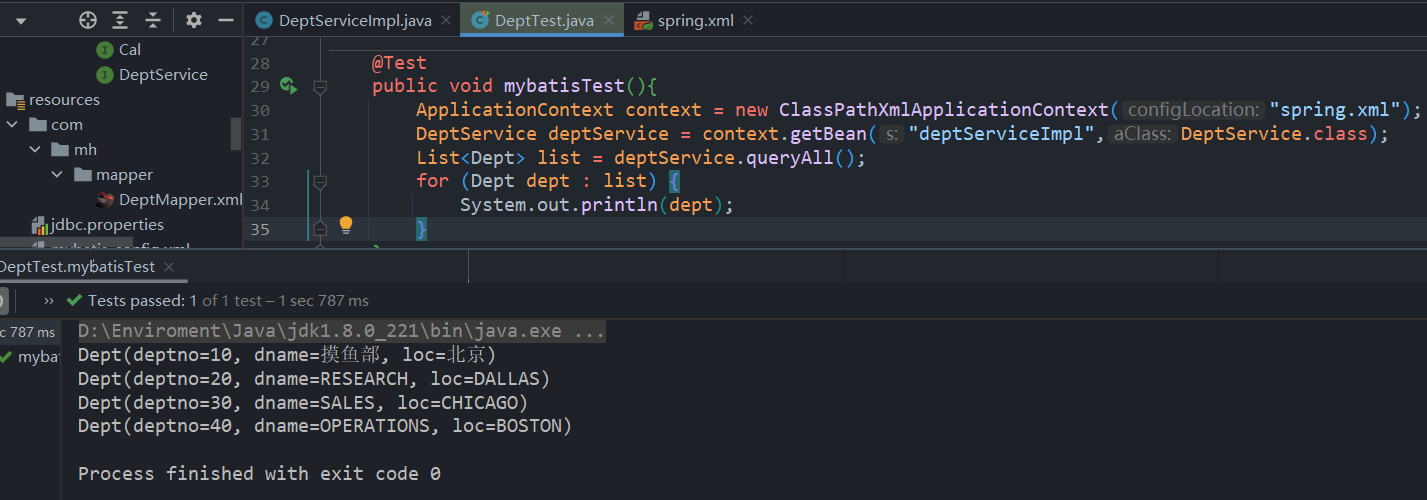 DeptServiceImpl.java
DeptTest.java
spring.xml
Cal
DeptService
resources
com
mh
mapper
DeptMapper.xml
jdbc.properties
27
28 @Test
29 public void mybatisTest(){
30 ApplicationContext context = new ClassPathXmlApplicationContext( configLocation: "spring.xml");
31 DeptService deptService = context.getBean( s: "deptServiceImpl", aClass: DeptService.class);
32 List<Dept> list = deptService.queryAll();
33 for (Dept dept : list) {
34 System.out.println(dept);
35 }
DeptTest.mybatisTest
Tests passed: 1 of 1 test – 1 sec 787 ms
c 787 ms
mybat
D:\Enviroment\Java\jdk1.8.0_221\bin\java.exe ...
Dept(deptno=10, dname=摸鱼部, loc=北京)
Dept(deptno=20, dname=RESEARCH, loc=DALLAS)
Dept(deptno=30, dname=SALES, loc=CHICAGO)
Dept(deptno=40, dname=OPERATIONS, loc=BOSTON)
Process finished with exit code 0